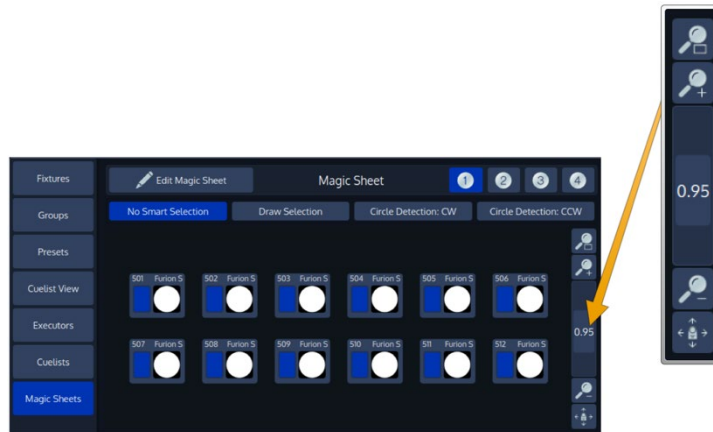 Fixtures
Groups
Presets
Cuelist View
Executors
Cuelists
Magic Sheets
Edit Magic Sheet
Magic Sheet
1 2 3 4
No Smart Selection Draw Selection Circle Detection: CW Circle Detection: CCW
501 Furion S 502 Furion S 503 Furion S 504 Furion S 505 Furion S 506 Furion S
507 Furion S 508 Furion S 509 Furion S 510 Furion S 511 Furion S 512 Furion S
0.95
0.95